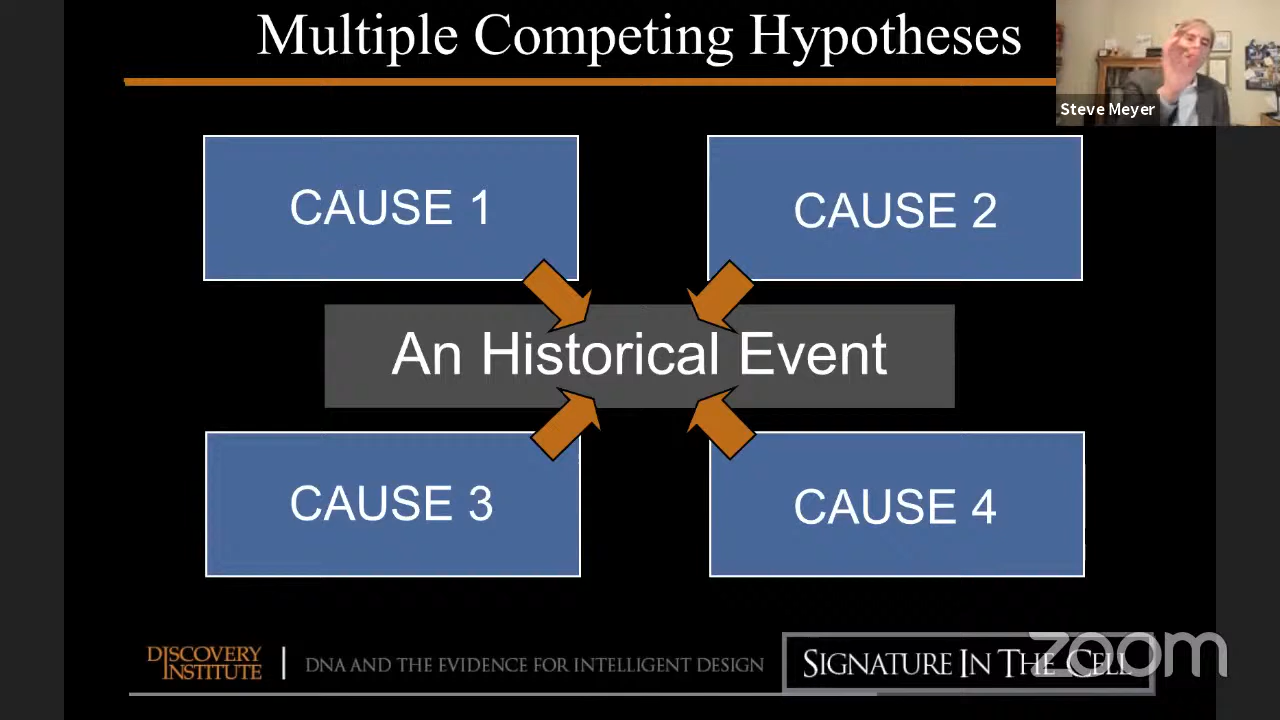 Multiple Competing Hypotheses
Steve Meyer
CAUSE 1
CAUSE 2
An Historical Event
CAUSE 3
CAUSE 4
DISCOVERY
INSTITUTE
DNA AND THE EVIDENCE FOR INTELLIGENT DESIGN
SIGNATURE IN THE CELL
zoom